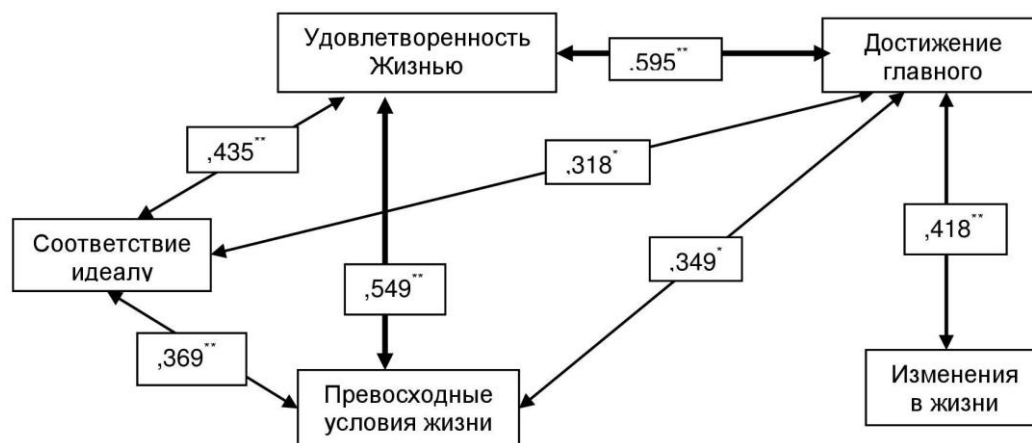 Удовлетворенность
Жизнью
Достижение
главного
.595**
,435**
,318*
Соответствие
идеалу
,418**
,349*
,549**
,369**
Превосходные
условия жизни
Изменения
в жизни